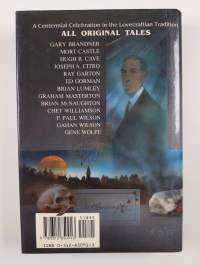 A Centennial Celebration in the Lovecraftian Tradition
ALL ORIGINAL TALES
GARY BRANDNER
MORT CASTLE
HUGH B. CAVE
JOSEPH A. CITRO
RAY GARTON
ED GORMAN
BRIAN LUMLEY
GRAHAM MASTERTON
BRIAN McNAUGHTON
CHET WILLIAMSON
F. PAUL WILSON
GAHAN WILSON
GENE WOLFE